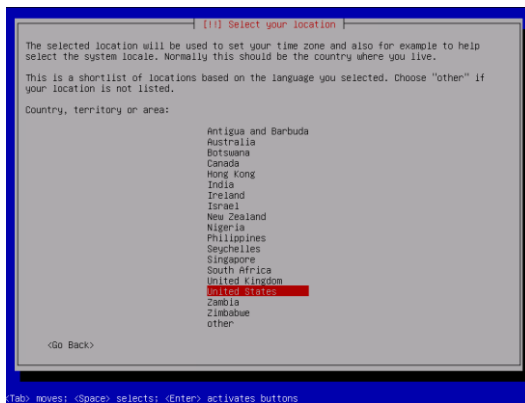 [!!] Select your location
The selected location will be used to set your time zone and also for example to help
select the system locale. Normally this should be the country where you live.
This is a shortlist of locations based on the language you selected. Choose "other" if
your location is not listed.
Country, territory or area:
Antigua and Barbuda
Australia
Botswana
Canada
Hong Kong
India
Ireland
Israel
New Zealand
Nigeria
Philippines
Seychelles
Singapore
South Africa
United Kingdom
United States
Zambia
Zimbabwe
other
<Go Back>
<Tab> moves; <Space> selects; <Enter> activates buttons